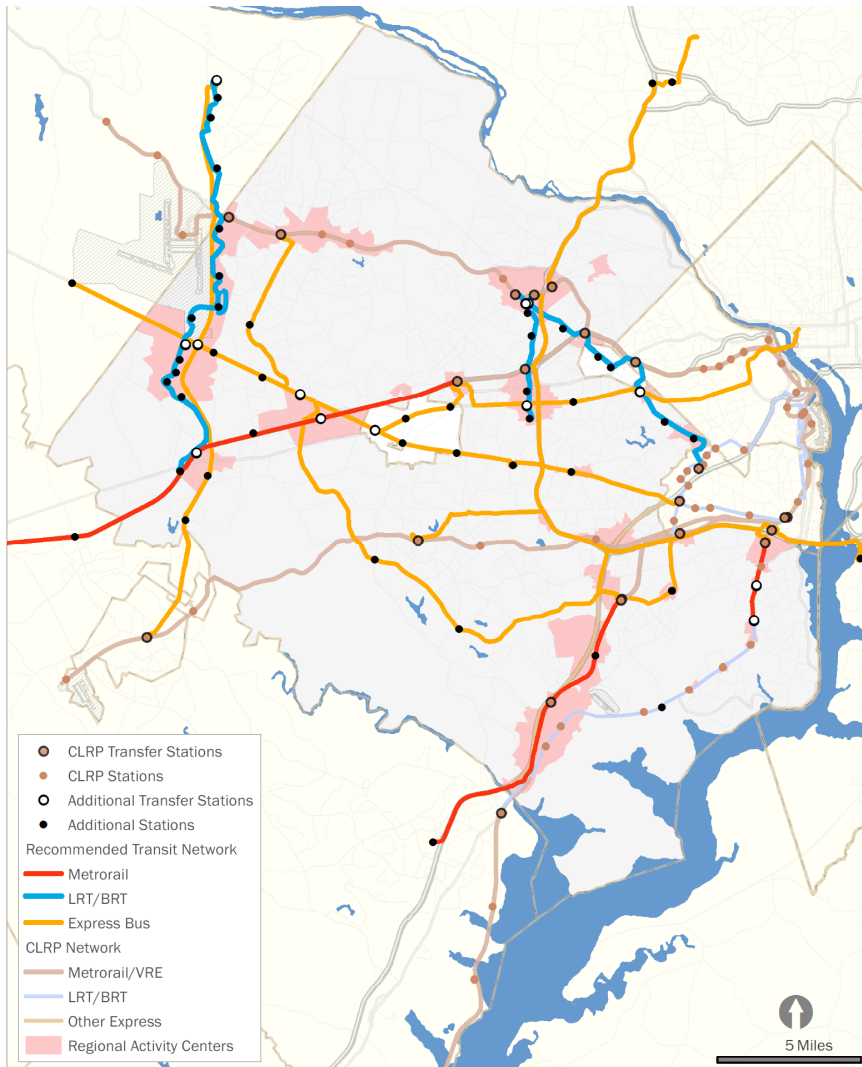 CLRP Transfer Stations
CLRP Stations
Additional Transfer Stations
Additional Stations
Recommended Transit Network
Metrorail
LRT/BRT
Express Bus
CLRP Network
Metrorail/VRE
LRT/BRT
Other Express
Regional Activity Centers
5 Miles